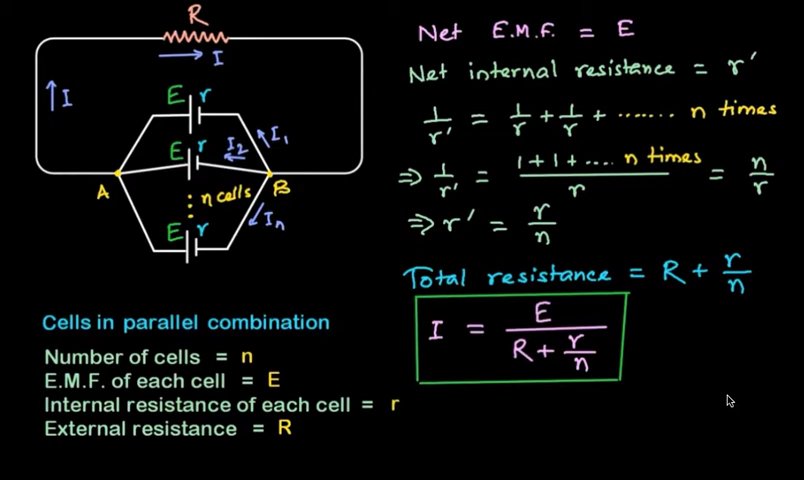 R
I
I
E r
I₁
E r
I₂
A
B
n cells
E r
Iₙ
Cells in parallel combination
Number of cells = n
E.M.F. of each cell = E
Internal resistance of each cell = r
External resistance = R
Net E.M.F. = E
Net internal resistance = r'
1/r' = 1/r + 1/r + ....... n times
⇒ 1/r' = (1 + 1 + .... n times)/r = n/r
⇒ r' = r/n
Total resistance = R + r/n
I = E/(R + r/n)